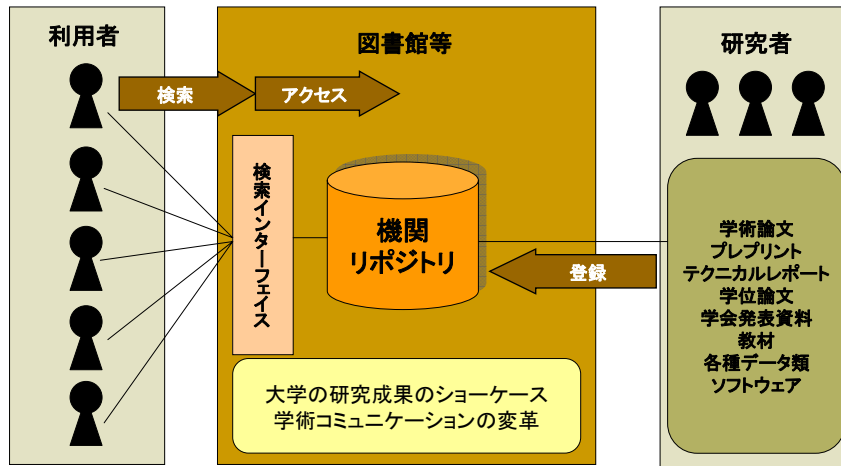 利用者
図書館等
研究者
検索
アクセス
検索インターフェイス
機関
リポジトリ
登録
学術論文
プレプリント
テクニカルレポート
学位論文
学会発表資料
教材
各種データ類
ソフトウェア
大学の研究成果のショーケース
学術コミュニケーションの変革